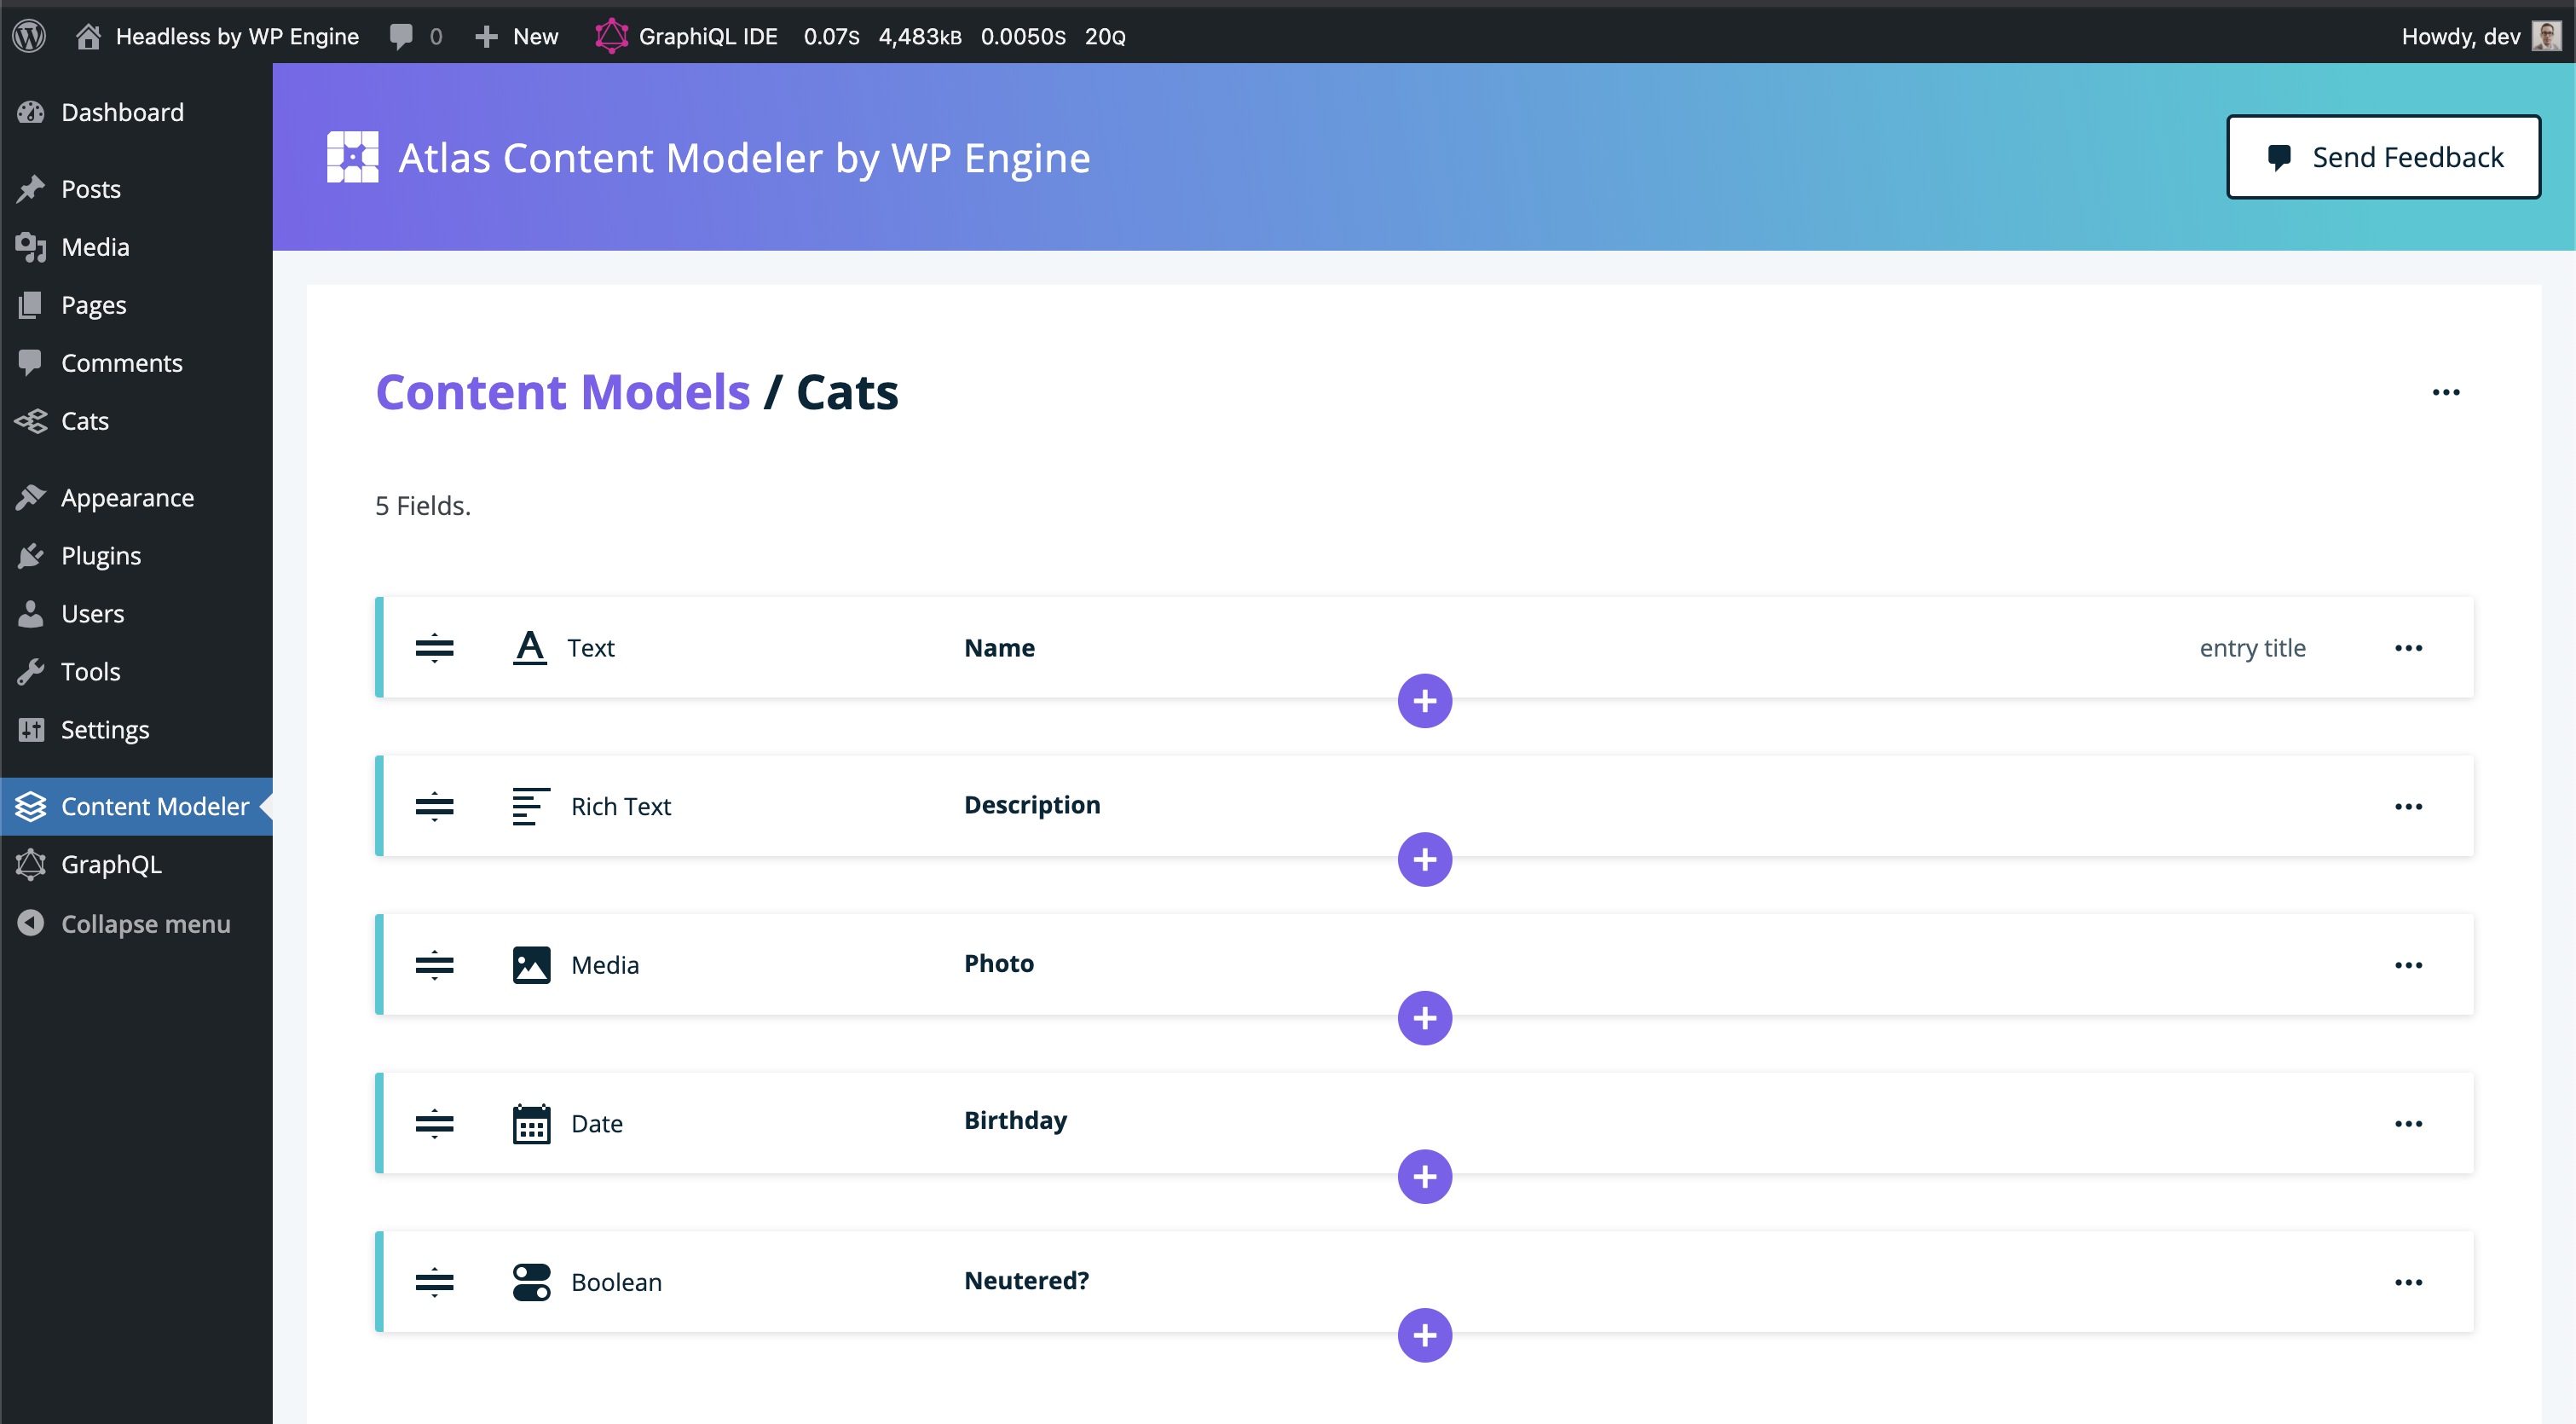 Headless by WP Engine 0 New GraphiQL IDE 0.07S 4,483KB 0.0050S 20Q Howdy, dev
Dashboard
Posts
Media
Pages
Comments
Cats
Appearance
Plugins
Users
Tools
Settings
Content Modeler
GraphQL
Collapse menu
Atlas Content Modeler by WP Engine
Send Feedback
Content Models / Cats
5 Fields.
Text Name entry title
Rich Text Description
Media Photo
Date Birthday
Boolean Neutered?